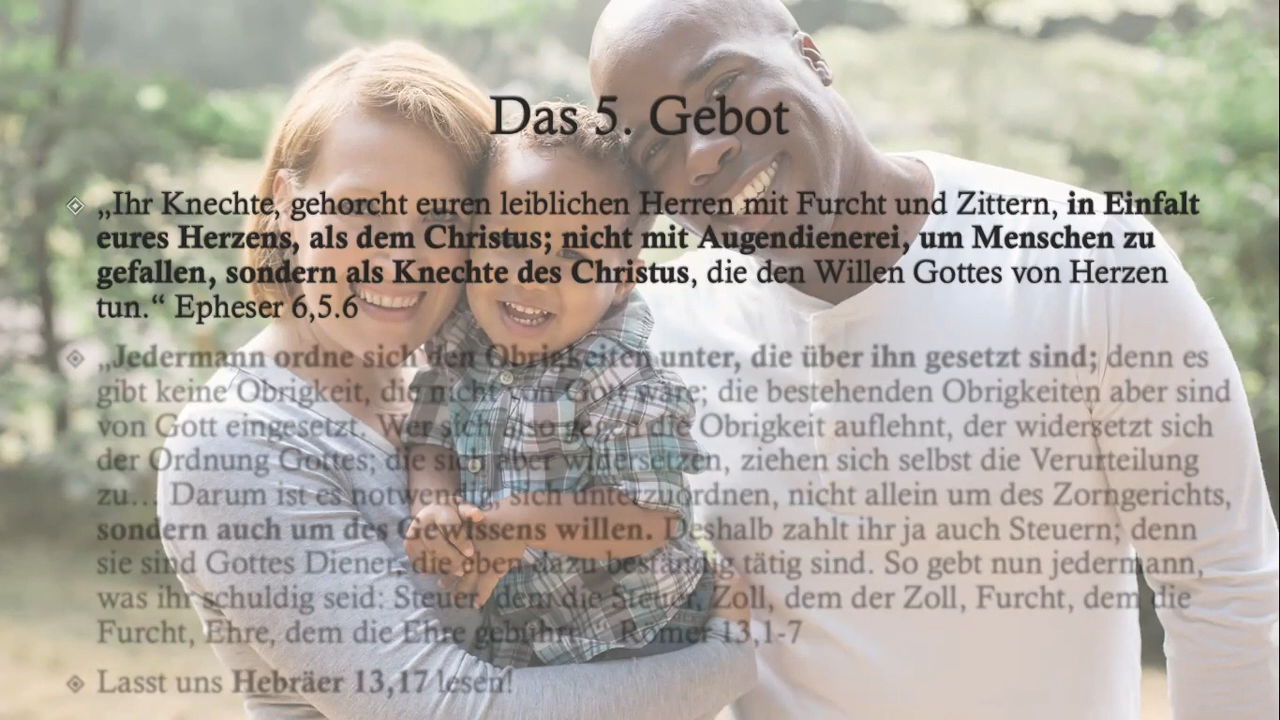 Das 5. Gebot
„Ihr Knechte, gehorcht euren leiblichen Herren mit Furcht und Zittern, in Einfalt
eures Herzens, als dem Christus; nicht mit Augendienerei, um Menschen zu
gefallen, sondern als Knechte des Christus, die den Willen Gottes von Herzen
tun.“ Epheser 6,5.6
„Jedermann ordne sich den Obrigkeiten unter, die über ihn gesetzt sind; denn es
gibt keine Obrigkeit, die nicht von Gott wäre; die bestehenden Obrigkeiten aber sind
von Gott eingesetzt. Wer sich also gegen die Obrigkeit auflehnt, der widersetzt sich
der Ordnung Gottes; die sich aber widersetzen, ziehen sich selbst die Verurteilung
zu… Darum ist es notwendig, sich unterzuordnen, nicht allein um des Zorngerichts,
sondern auch um des Gewissens willen. Deshalb zahlt ihr ja auch Steuern; denn
sie sind Gottes Diener, die eben dazu beständig tätig sind. So gebt nun jedermann,
was ihr schuldig seid: Steuer, dem die Steuer, Zoll, dem der Zoll, Furcht, dem die
Furcht, Ehre, dem die Ehre gebührt. Römer 13,1-7
Lasst uns Hebräer 13,17 lesen!